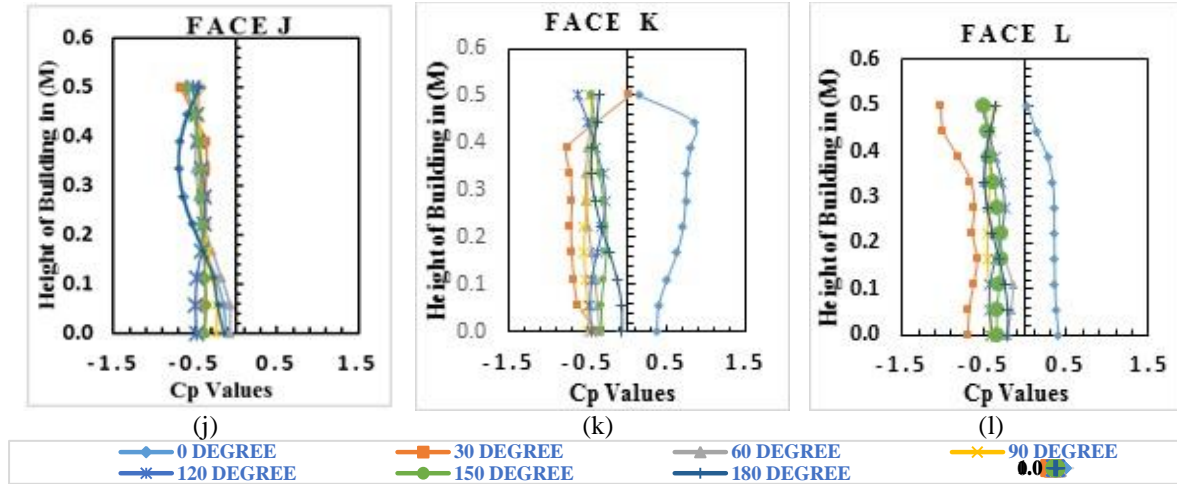 FACE J
Height of Building in (M)
0.6
0.5
0.4
0.3
0.2
0.1
0.0
-1.5 -0.5 0.5 1.5
Cp Values
(j)
FACE K
Height of Building in (M)
0.6
0.5
0.4
0.3
0.2
0.1
0.0
-1.5 -0.5 0.5 1.5
Cp Values
(k)
FACE L
Height of Building in (M)
0.6
0.5
0.4
0.3
0.2
0.1
0.0
-1.5 -0.5 0.5 1.5
Cp Values
(l)
0 DEGREE 30 DEGREE 60 DEGREE 90 DEGREE
120 DEGREE 150 DEGREE 180 DEGREE